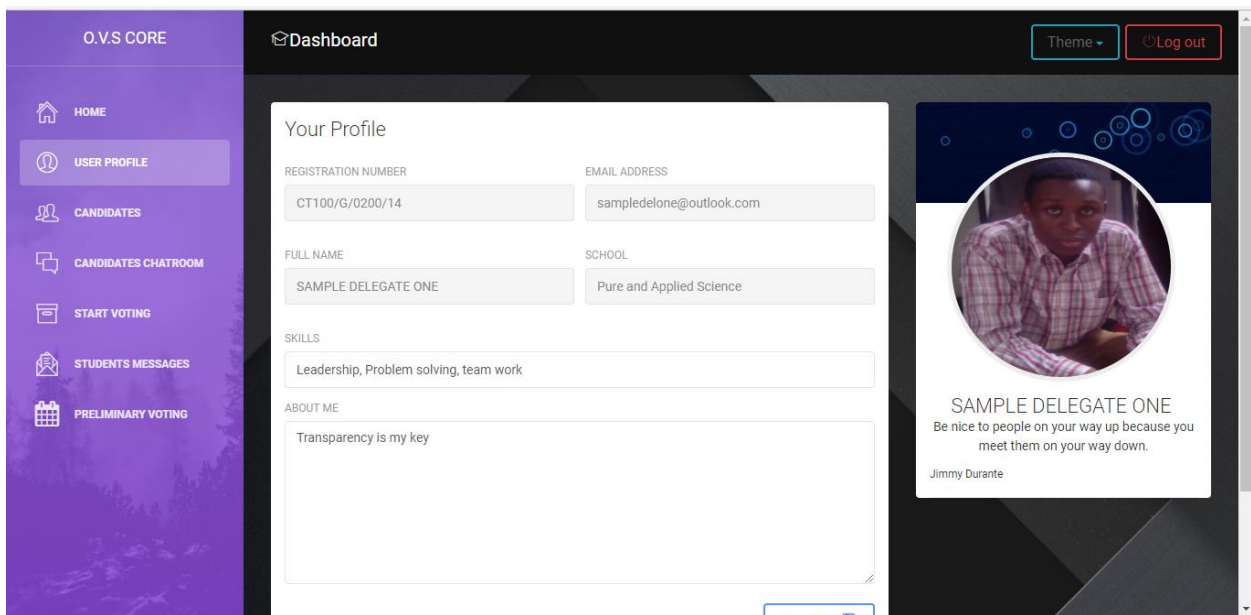 O.V.S CORE
Dashboard
Theme
Log out
HOME
USER PROFILE
CANDIDATES
CANDIDATES CHATROOM
START VOTING
STUDENTS MESSAGES
PRELIMINARY VOTING
Your Profile
REGISTRATION NUMBER
EMAIL ADDRESS
CT100/G/0200/14
sampledelone@outlook.com
FULL NAME
SCHOOL
SAMPLE DELEGATE ONE
Pure and Applied Science
SKILLS
Leadership, Problem solving, team work
ABOUT ME
Transparency is my key
SAMPLE DELEGATE ONE
Be nice to people on your way up because you
meet them on your way down.
Jimmy Durante